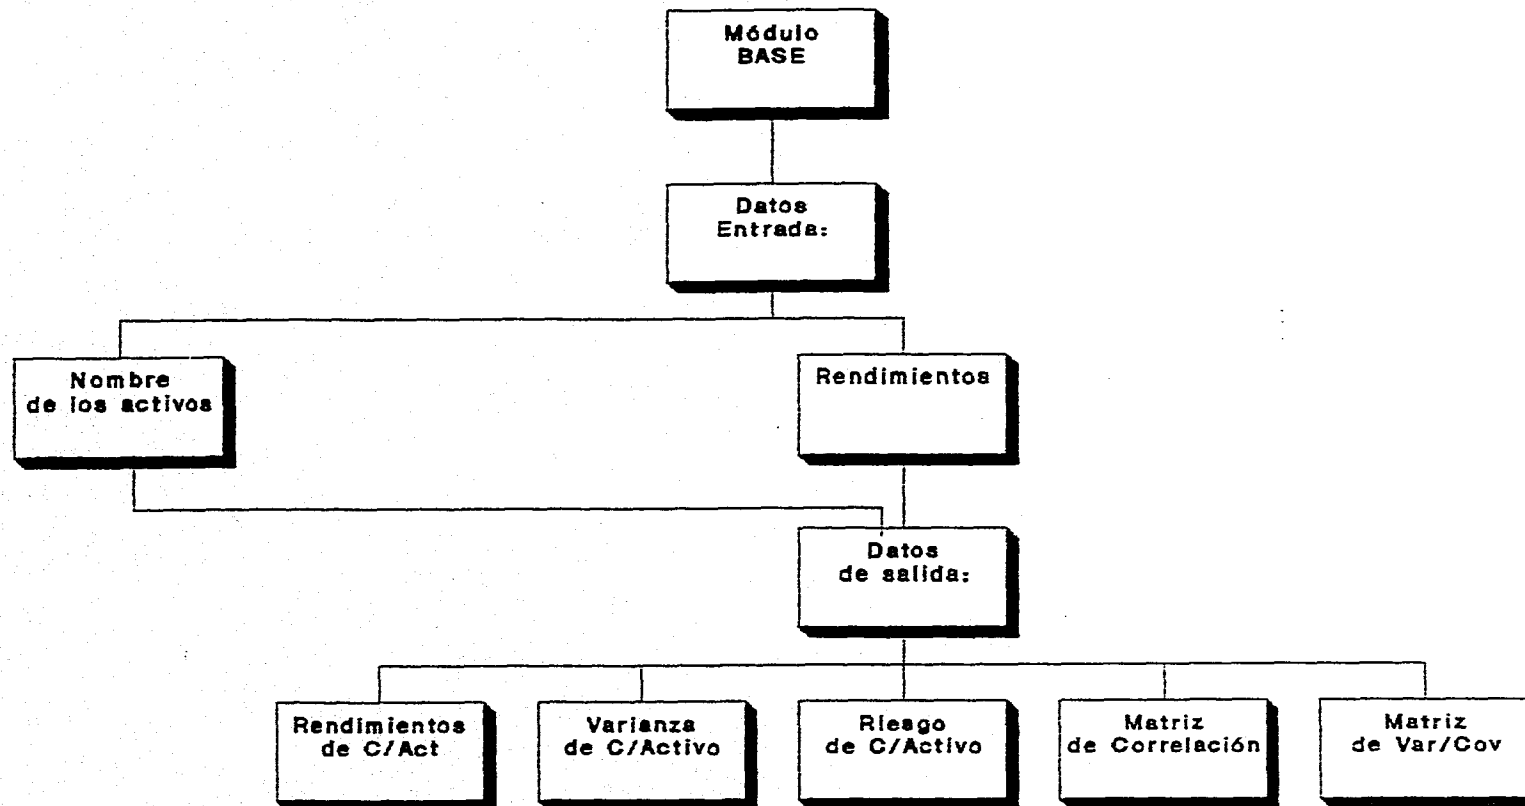 Módulo
BASE
Datos
Entrada:
Nombre
de los activos
Rendimientos
Datos
de salida:
Rendimientos
de C/Act
Varianza
de C/Activo
Riesgo
de C/Activo
Matriz
de Correlación
Matriz
de Var/Cov